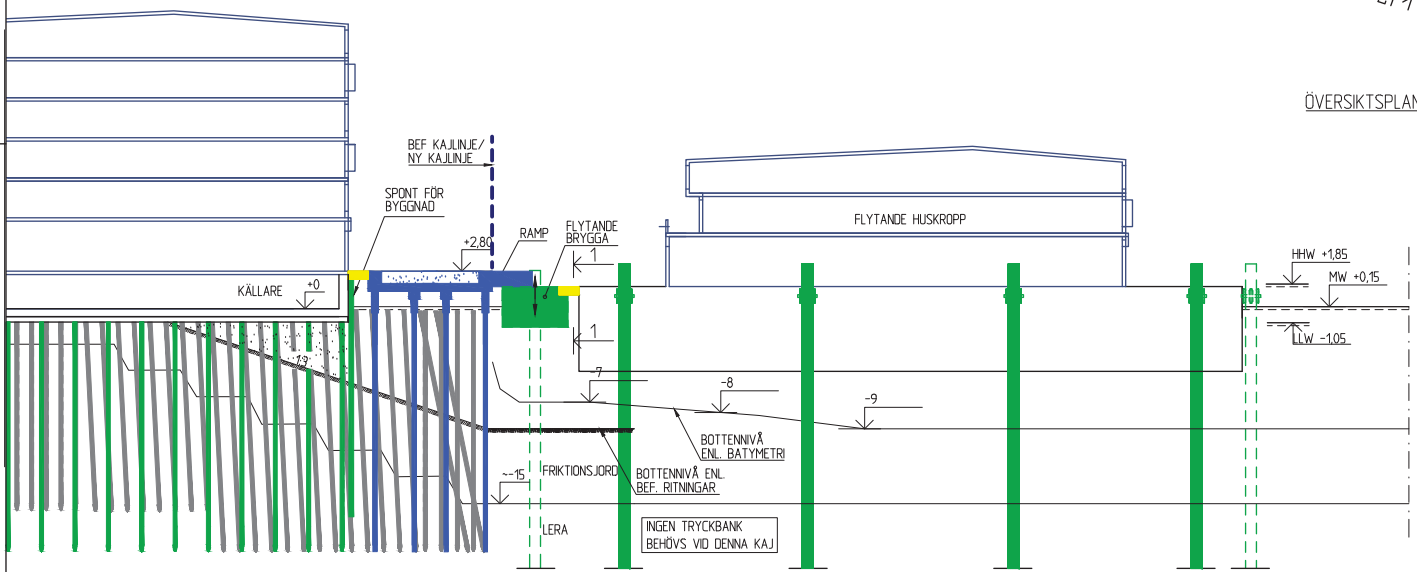 ÖVERSIKTSPLAN
BEF KAJLINJE/
NY KAJLINJE
SPONT FÖR
BYGGNAD
+2,80
RAMP
FLYTANDE
BRYGGA
1
FLYTANDE HUSKROPP
HHW +1,85
MW +0,15
KÄLLARE
+0
1
LLW -1,05
1:3
-7
-8
-9
BOTTENNIVÅ
ENL. BATYMETRI
FRIKTIONSJORD
BOTTENNIVÅ ENL.
BEF. RITNINGAR
~-15
LERA
INGEN TRYCKBANK
BEHÖVS VID DENNA KAJ